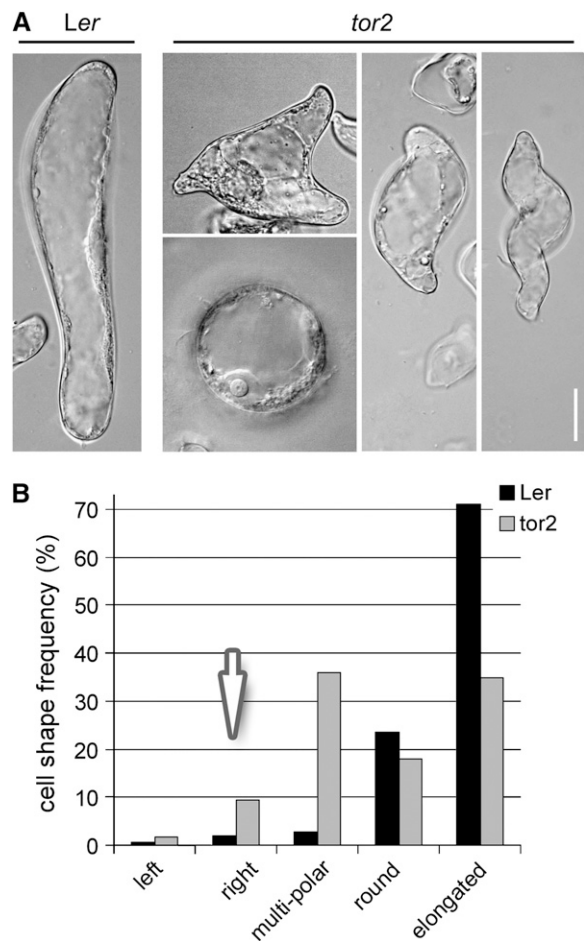 A
Ler
tor2
B
cell shape frequency (%)
70
60
50
40
30
20
10
0
Ler
tor2
left
right
multi-polar
round
elongated